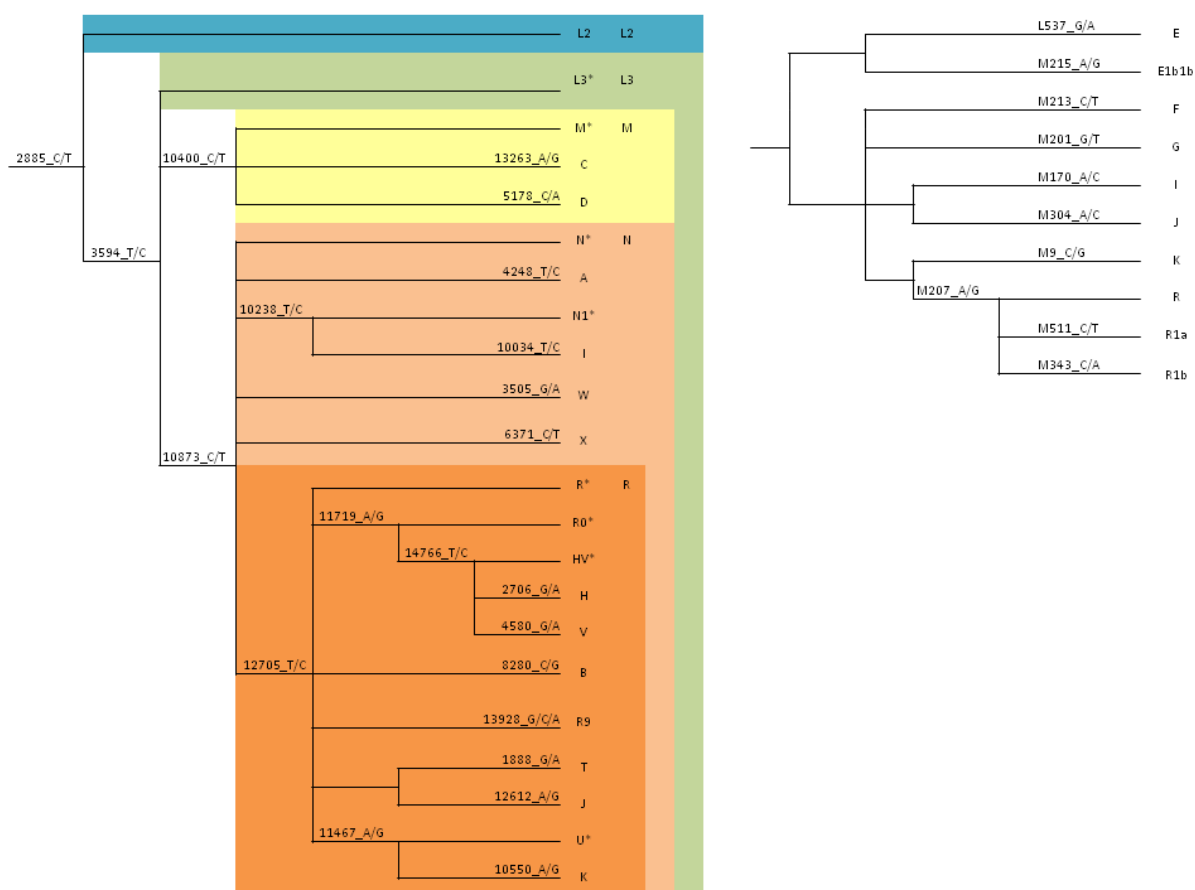 L2 L2
L3* L3
M* M
2885_C/T 10400_C/T 13263_A/G C
5178_C/A D
3594_T/C N* N
4248_T/C A
10238_T/C N1*
10034_T/C I
3505_G/A W
6371_C/T X
10873_C/T
R* R
11719_A/G R0*
14766_T/C HV*
2706_G/A H
4580_G/A V
12705_T/C 8280_C/G B
13928_G/C/A R9
1888_G/A T
12612_A/G J
11467_A/G U*
10550_A/G K
L537_G/A E
M215_A/G E1b1b
M213_C/T F
M201_G/T G
M170_A/C I
M304_A/C J
M9_C/G K
M207_A/G R
M511_C/T R1a
M343_C/A R1b